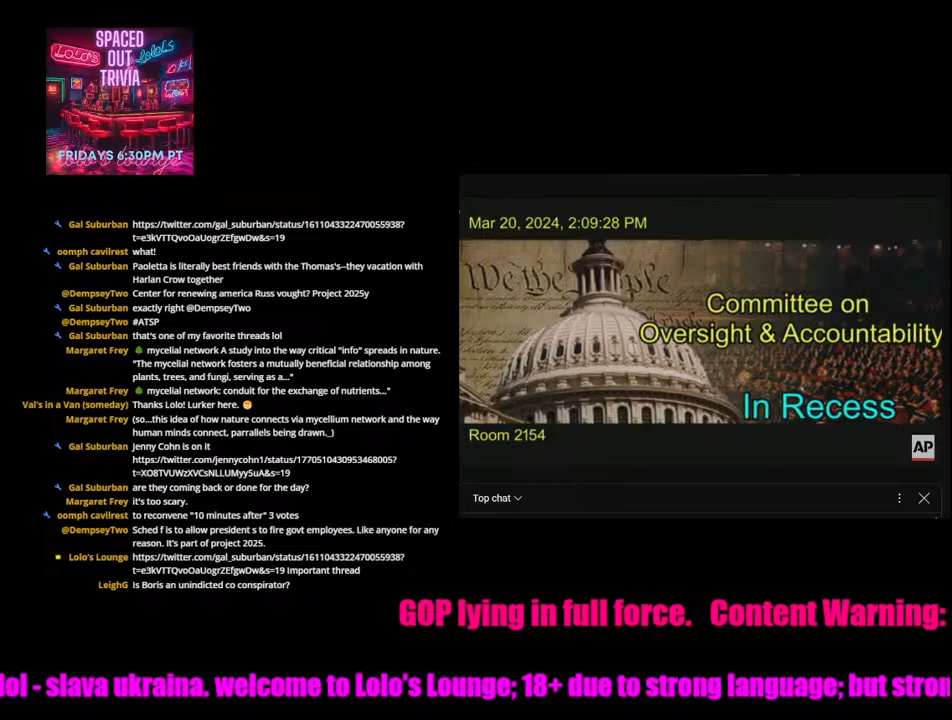 SPACED
OUT
TRIVIA
LOLO'S
LOLO'S
FRIDAYS 6:30PM PT
lolo's lounge
Gal Suburban https://twitter.com/gal_suburban/status/1611043322470055938?
t=e3kVTTQvoOaUogrZEfgwDw&s=19
oomph cavilrest what!
Gal Suburban Paoletta is literally best friends with the Thomas's--they vacation with
Harlan Crow together
@DempseyTwo Center for renewing america Russ vought? Project 2025y
Gal Suburban exactly right @DempseyTwo
@DempseyTwo #ATSP
Gal Suburban that's one of my favorite threads lol
Margaret Frey 🌲 mycelial network A study into the way critical "info" spreads in nature.
"The mycelial network fosters a mutually beneficial relationship among
plants, trees, and fungi, serving as a..."
Margaret Frey 🌲 mycelial network: conduit for the exchange of nutrients..."
Val's in a Van (someday) Thanks Lolo! Lurker here.
Margaret Frey (so...this idea of how nature connects via mycellium network and the way
human minds connect, parrallels being drawn._)
Gal Suburban Jenny Cohn is on it
https://twitter.com/jennycohn1/status/1770510430953468005?
t=XO8TVUWzXVCsNLLUMyy5uA&s=19
Gal Suburban are they coming back or done for the day?
Margaret Frey it's too scary.
oomph cavilrest to reconvene "10 minutes after" 3 votes
@DempseyTwo Sched f is to allow president s to fire govt employees. Like anyone for any
reason. It's part of project 2025.
Lolo's Lounge https://twitter.com/gal_suburban/status/1611043322470055938?
t=e3kVTTQvoOaUogrZEfgwDw&s=19 Important thread
LeighG Is Boris an unindicted co conspirator?
Mar 20, 2024, 2:09:28 PM
We the People
Committee on
Oversight & Accountability
In Recess
Room 2154
AP
Top chat
GOP lying in full force. Content Warning:
lol - slava ukraina. welcome to Lolo's Lounge; 18+ due to strong language; but stron